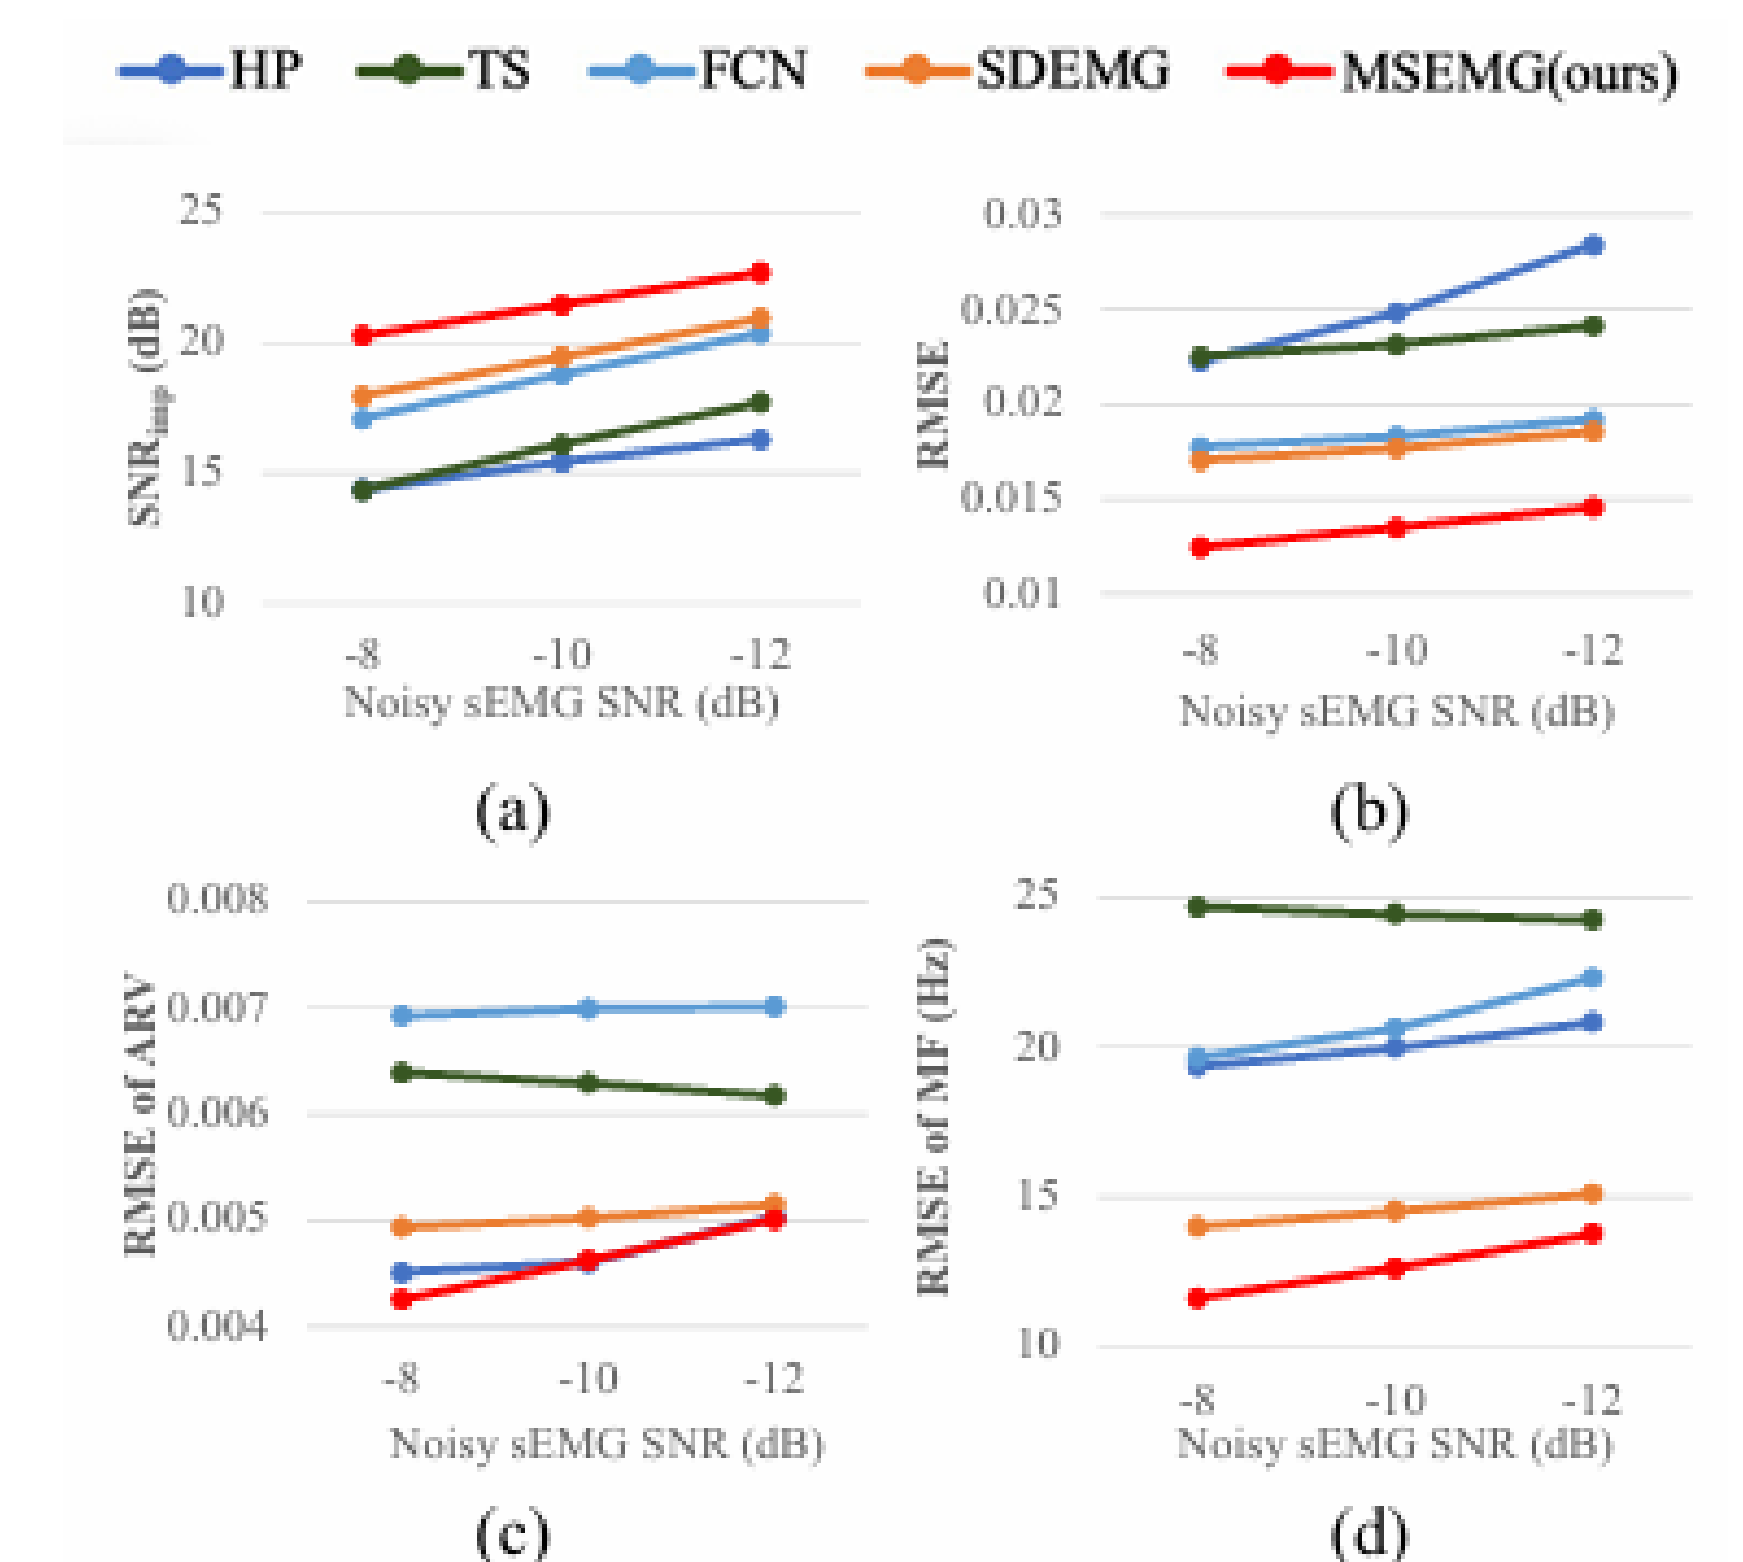 HP TS FCN SDEMG MSEMG(ours)
25
20
15
10
SNRimp (dB)
-8 -10 -12
Noisy sEMG SNR (dB)
(a)
0.03
0.025
0.02
0.015
0.01
RMSE
-8 -10 -12
Noisy sEMG SNR (dB)
(b)
0.008
0.007
0.006
0.005
0.004
RMSE of ARV
-8 -10 -12
Noisy sEMG SNR (dB)
(c)
25
20
15
10
RMSE of MF (Hz)
-8 -10 -12
Noisy sEMG SNR (dB)
(d)